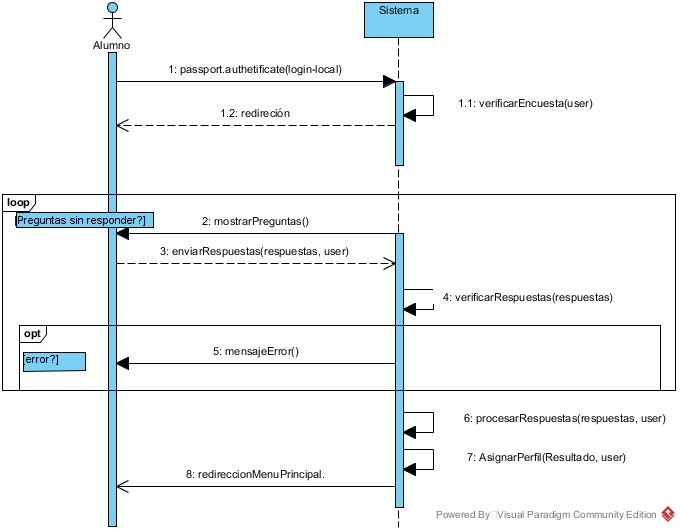 Sistema
Alumno
1: passport.authetificate(login-local)
1.1: verificarEncuesta(user)
1.2: redireción
loop
[Preguntas sin responder?]
2: mostrarPreguntas()
3: enviarRespuestas(respuestas, user)
4: verificarRespuestas(respuestas)
opt
[error?]
5: mensajeError()
6: procesarRespuestas(respuestas, user)
7: AsignarPerfil(Resultado, user)
8: redireccionMenuPrincipal.
Powered By Visual Paradigm Community Edition